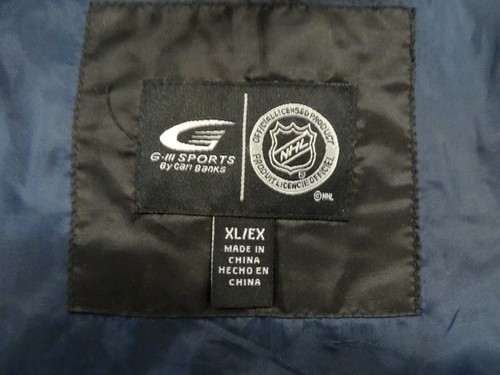 G-III SPORTS
By Carl Banks
OFFICIAL LICENSED PRODUCT
NHL
PRODUIT LICENCIÉ OFFICIEL
©NHL
XL/EX
MADE IN
CHINA
HECHO EN
CHINA